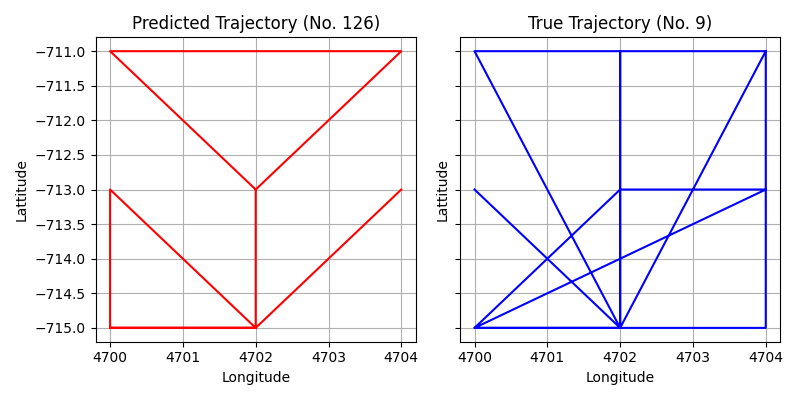 Predicted Trajectory (No. 126)
True Trajectory (No. 9)
−711.0
−711.5
−712.0
−712.5
−713.0
−713.5
−714.0
−714.5
−715.0
Lattitude
Lattitude
4700 4701 4702 4703 4704
4700 4701 4702 4703 4704
Longitude
Longitude